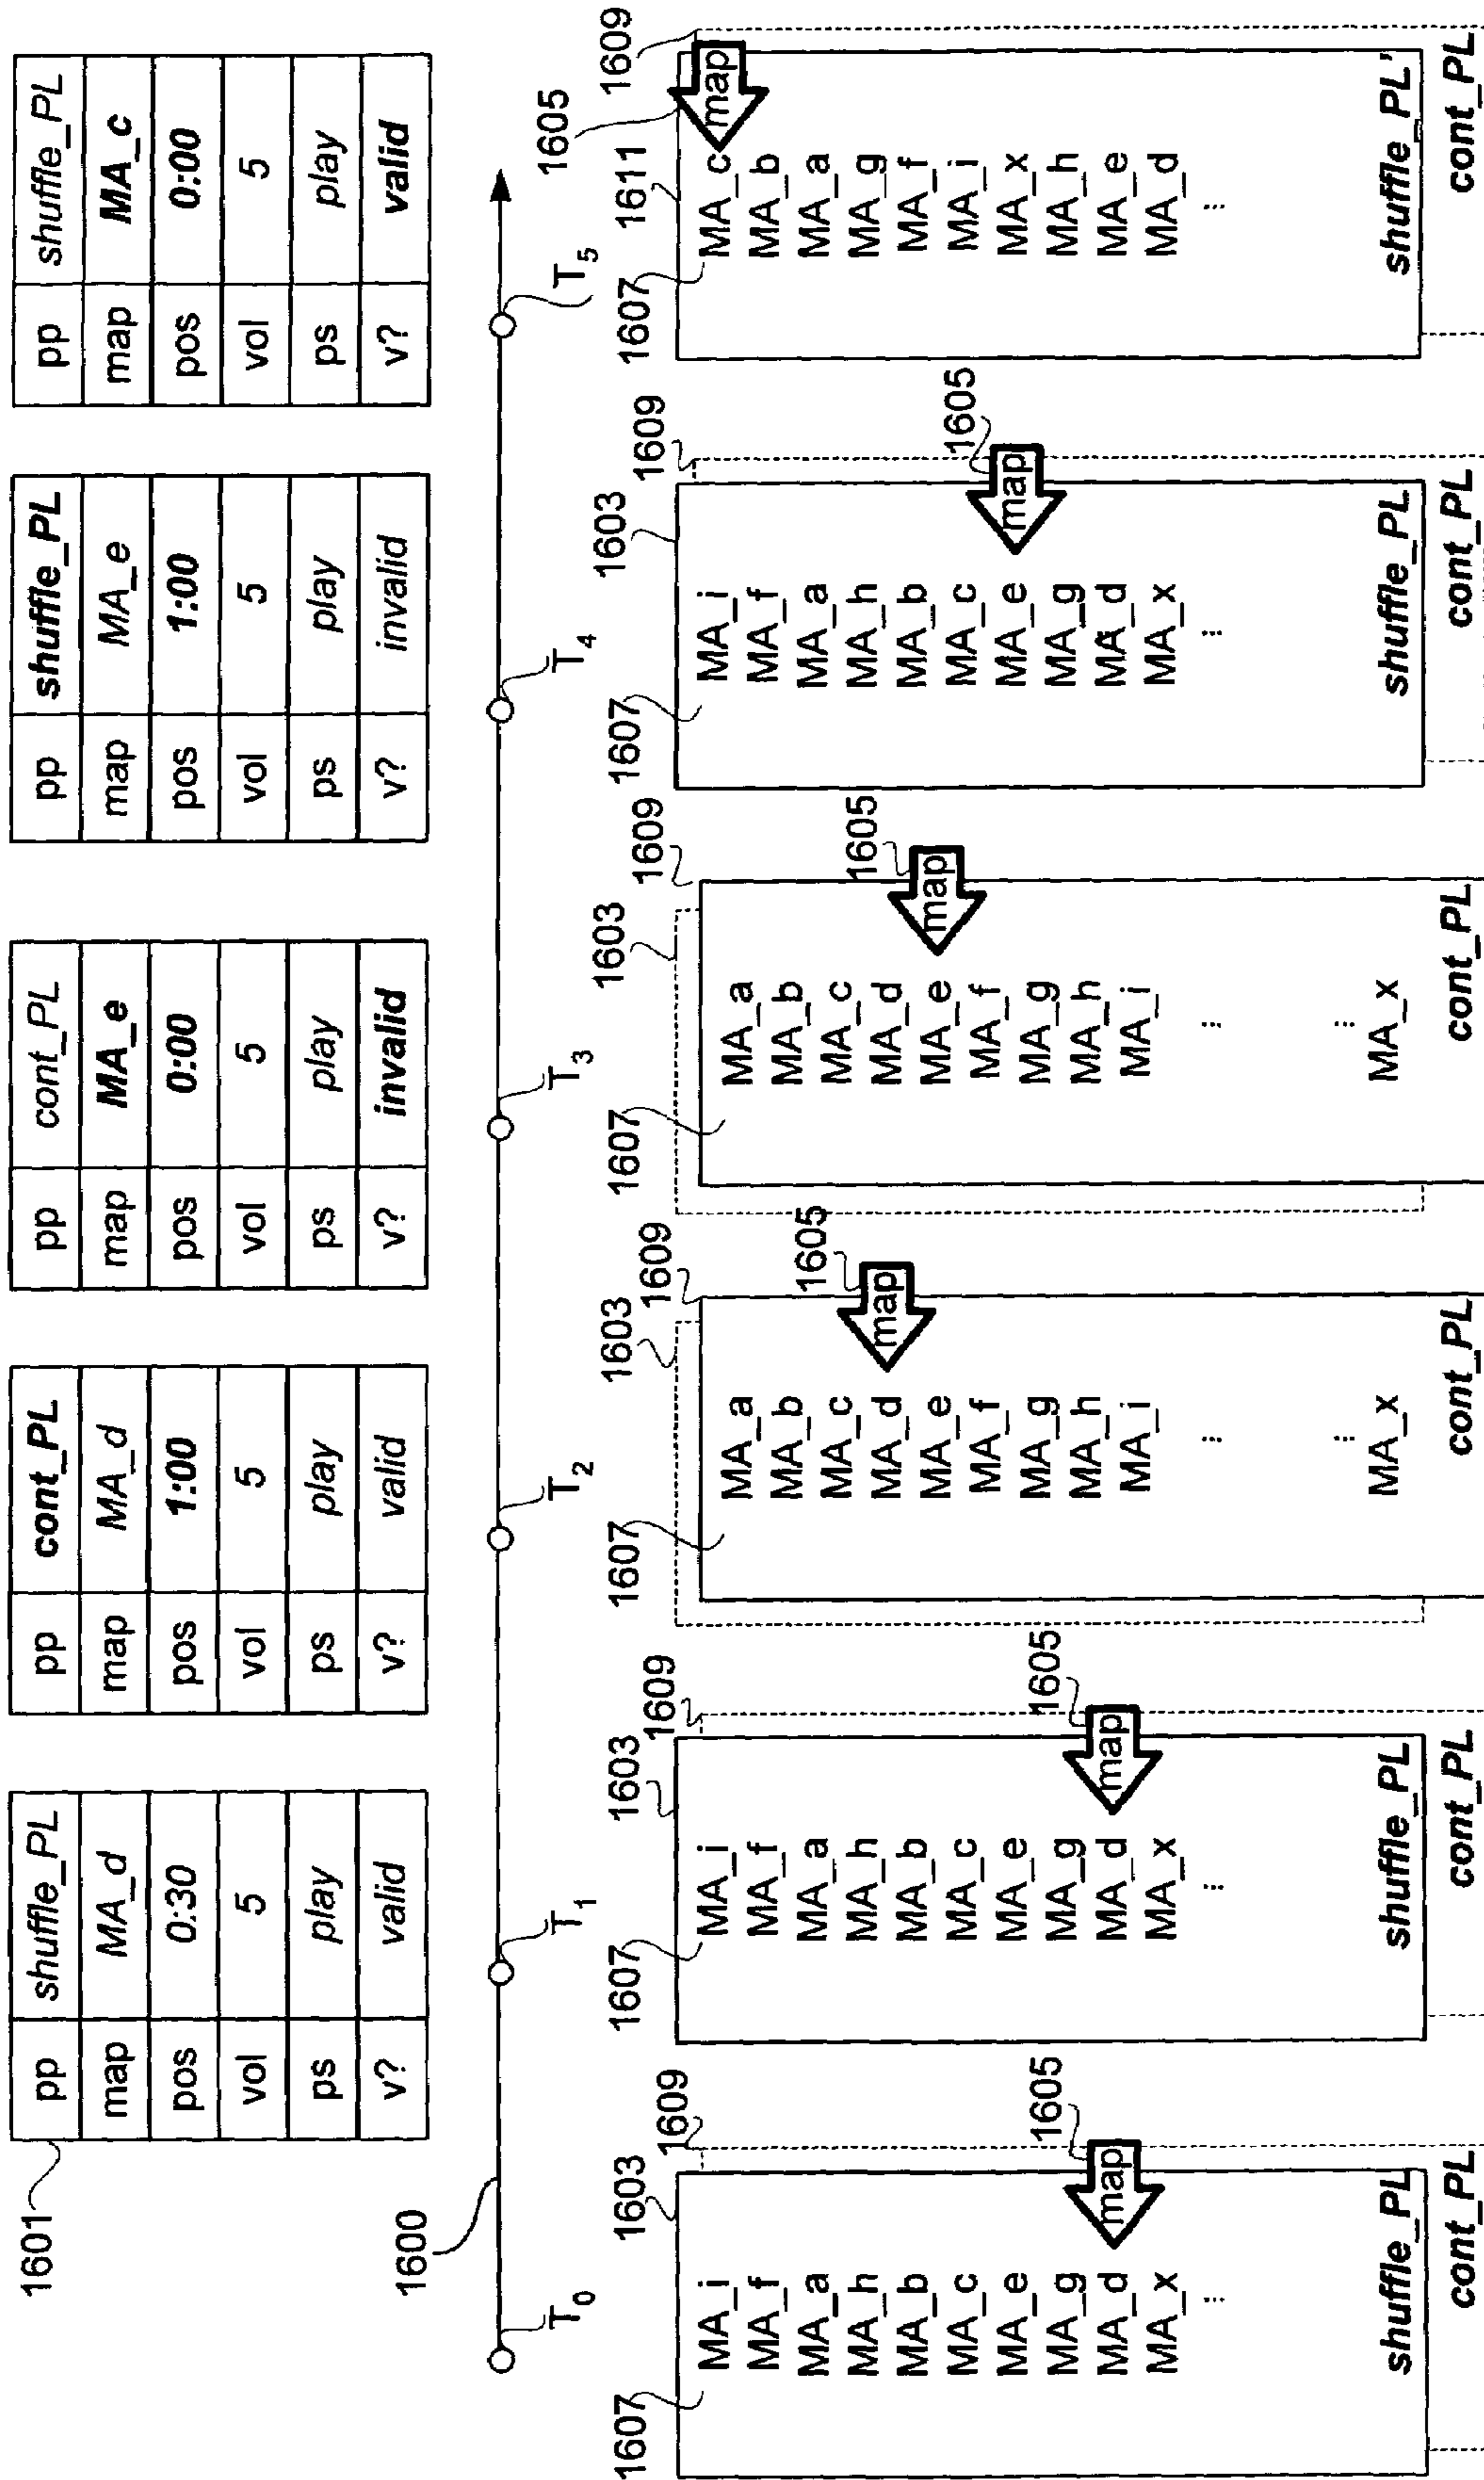 1601
pp shuffle_PL
map MA_d
pos 0:30
vol 5
ps play
v? valid
pp cont_PL
map MA_d
pos 1:00
vol 5
ps play
v? valid
pp cont_PL
map MA_e
pos 0:00
vol 5
ps play
v? invalid
pp shuffle_PL
map MA_e
pos 1:00
vol 5
ps play
v? invalid
pp shuffle_PL
map MA_c
pos 0:00
vol 5
ps play
v? valid
1600
T0
T1
T2
T3
T4
T5
1607
1603
1609
MA_i
MA_f
MA_a
MA_h
MA_b
MA_c
MA_e
MA_g
MA_d
MA_x
...
map
1605
shuffle_PL
cont_PL
1607
1603
1609
MA_i
MA_f
MA_a
MA_h
MA_b
MA_c
MA_e
MA_g
MA_d
MA_x
...
map
1605
shuffle_PL
cont_PL
1607
1603
1609
MA_a
MA_b
MA_c
MA_d
MA_e
MA_f
MA_g
MA_h
MA_i
...
...
MA_x
map
1605
cont_PL
1607
1603
1609
MA_a
MA_b
MA_c
MA_d
MA_e
MA_f
MA_g
MA_h
MA_i
...
...
MA_x
map
1605
cont_PL
1607
1603
1609
MA_i
MA_f
MA_a
MA_h
MA_b
MA_c
MA_e
MA_g
MA_d
MA_x
...
map
1605
shuffle_PL
cont_PL
1607
1611
1605
1609
MA_c
MA_b
MA_a
MA_g
MA_f
MA_i
MA_x
MA_h
MA_e
MA_d
...
map
shuffle_PL'
cont_PL